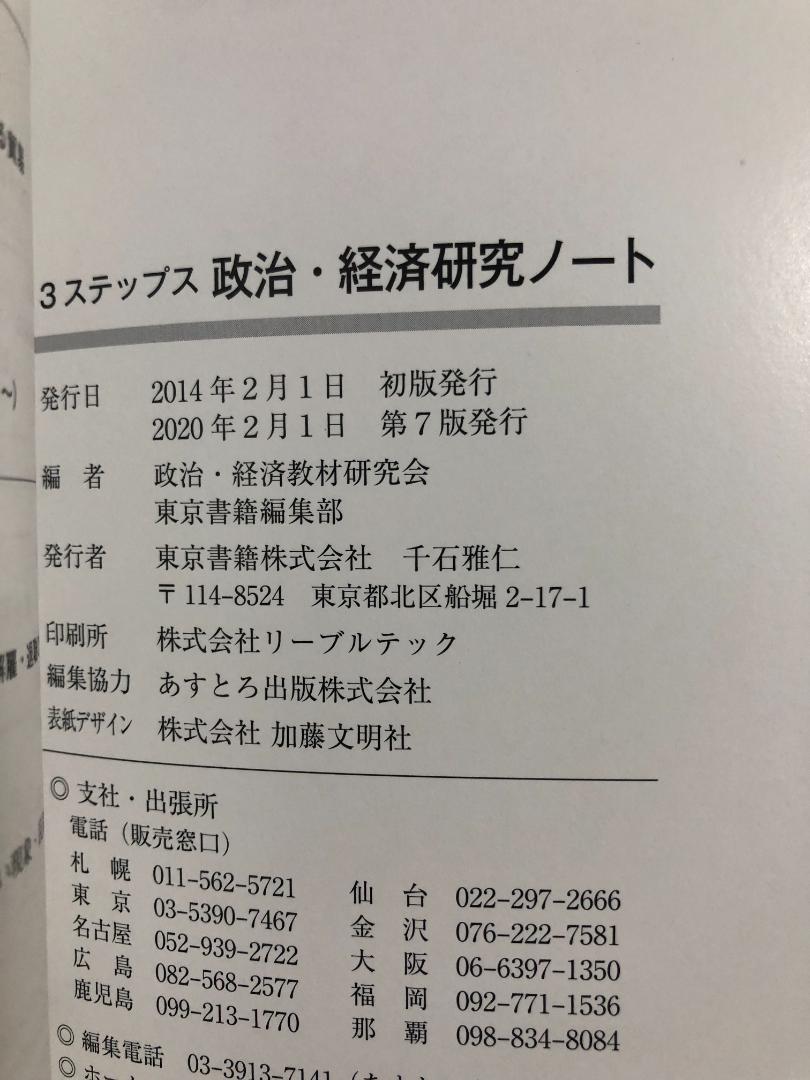 3ステップス 政治・経済研究ノート
発行日 2014年2月1日 初版発行
2020年2月1日 第7版発行
編 者 政治・経済教材研究会
東京書籍編集部
発行者 東京書籍株式会社 千石雅仁
〒114-8524 東京都北区船堀2-17-1
印刷所 株式会社リーブルテック
編集協力 あすとろ出版株式会社
表紙デザイン 株式会社 加藤文明社
◎ 支社・出張所
電話(販売窓口)
札 幌 011-562-5721 仙 台 022-297-2666
東 京 03-5390-7467 金 沢 076-222-7581
名古屋 052-939-2722 大 阪 06-6397-1350
広 島 082-568-2577 福 岡 092-771-1536
鹿児島 099-213-1770 那 覇 098-834-8084
◎ 編集電話 03-3913-7141
◎ ホー